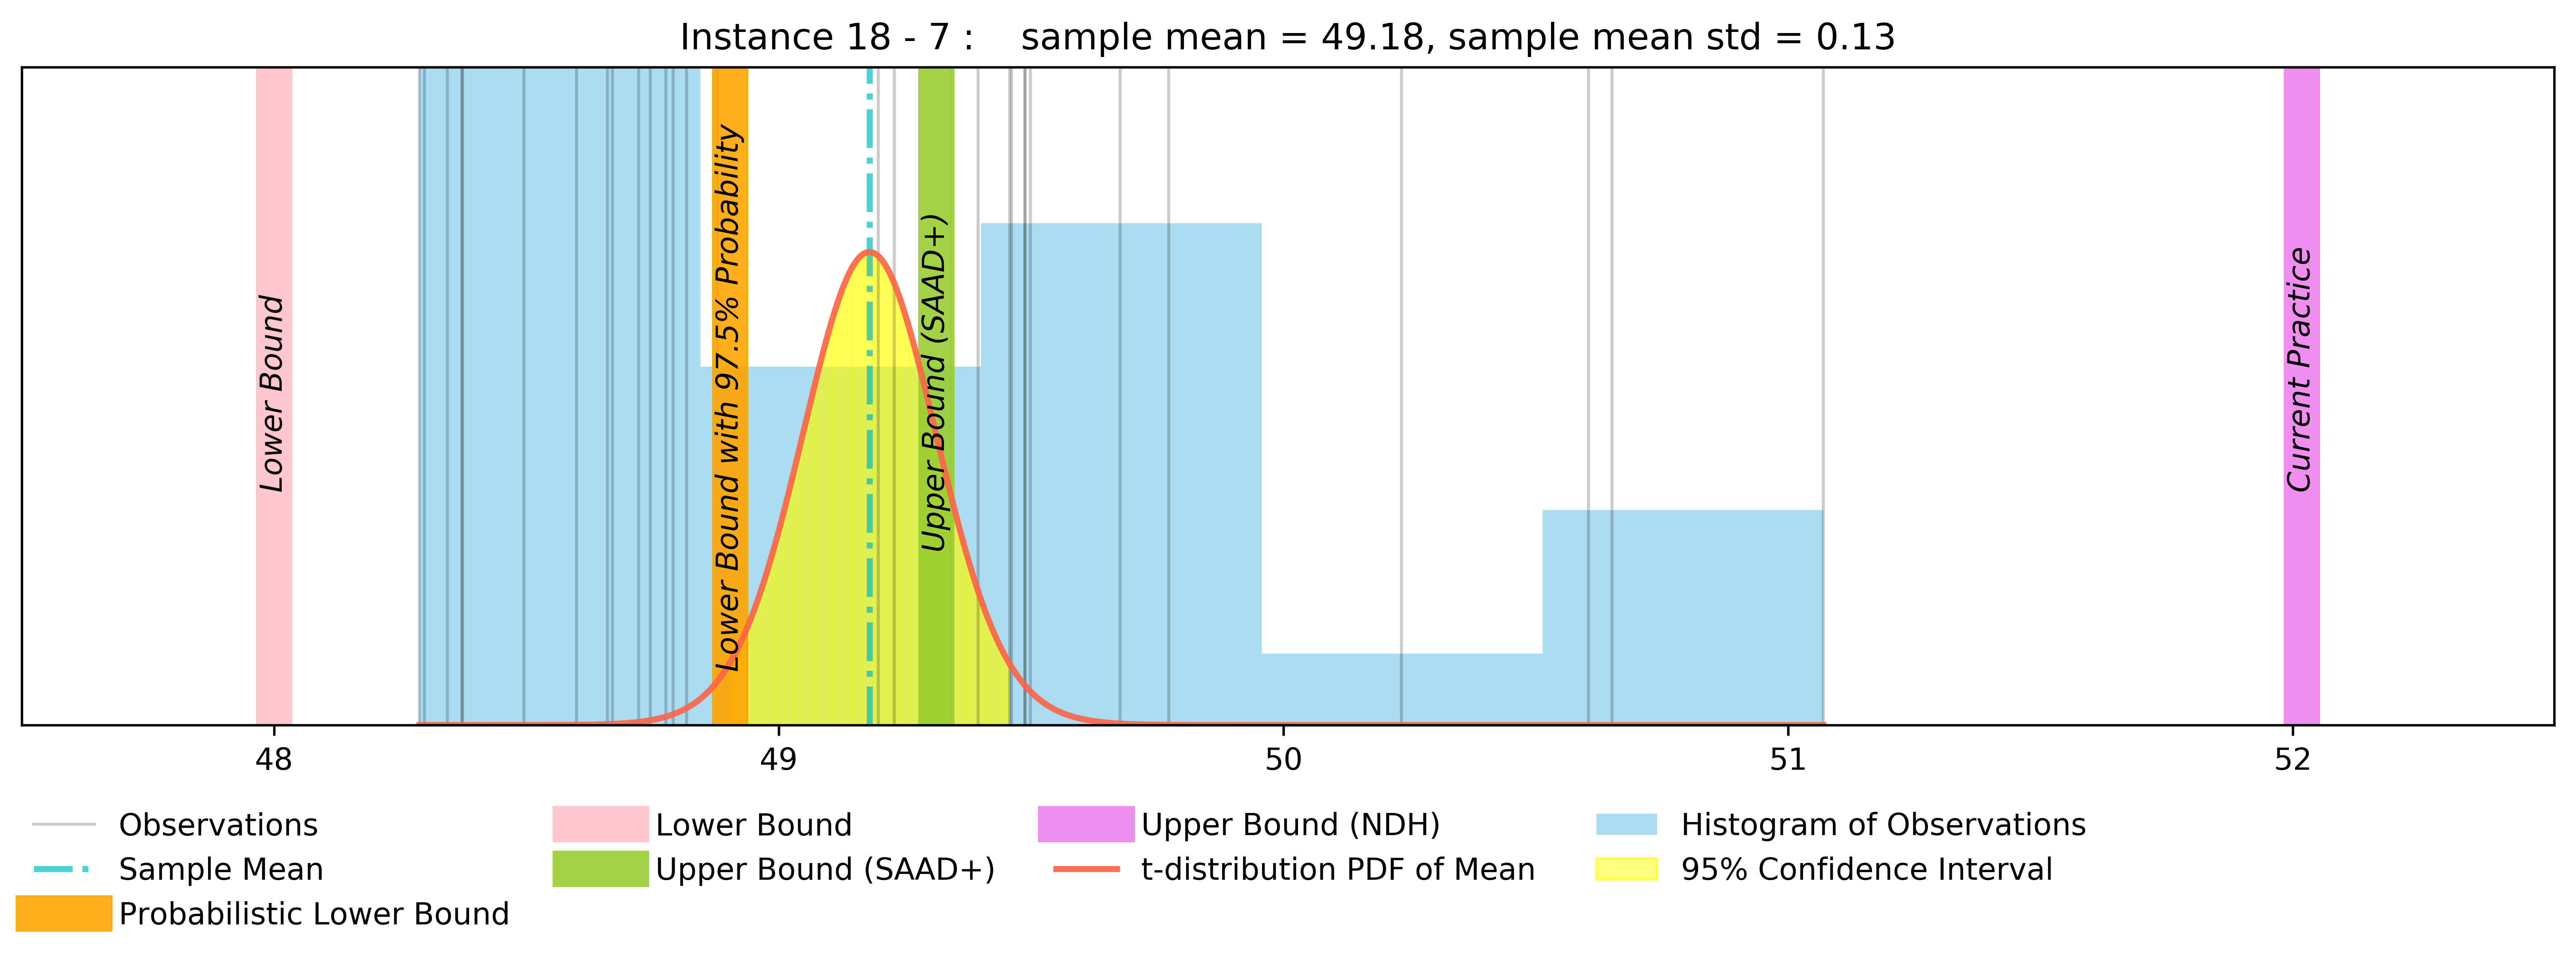 Instance 18 - 7 :    sample mean = 49.18, sample mean std = 0.13
Lower Bound
Lower Bound with 97.5% Probability
Upper Bound (SAAD+)
Current Practice
48
49
50
51
52
Observations
Sample Mean
Probabilistic Lower Bound
Lower Bound
Upper Bound (SAAD+)
Upper Bound (NDH)
t-distribution PDF of Mean
Histogram of Observations
95% Confidence Interval